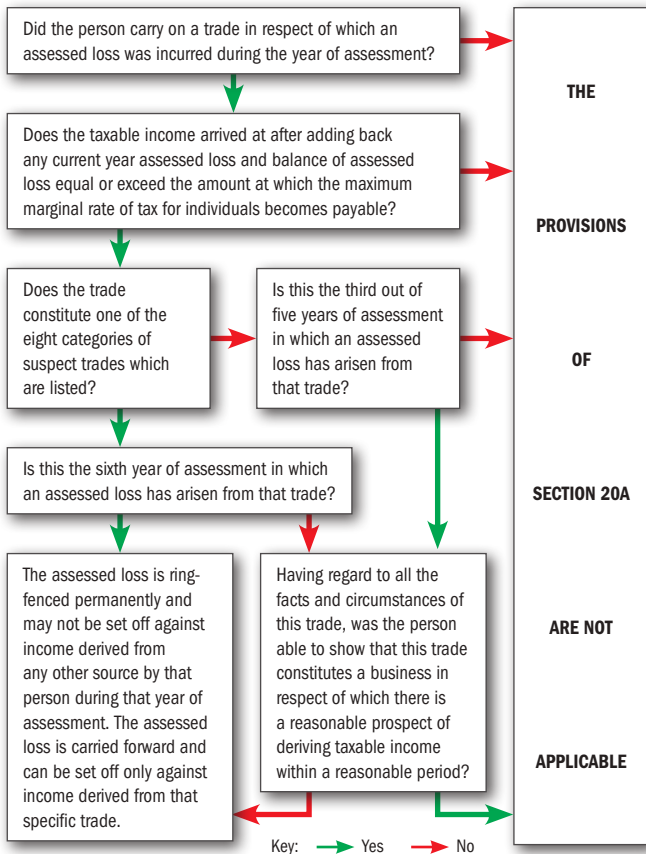 Did the person carry on a trade in respect of which an
assessed loss was incurred during the year of assessment?
Does the taxable income arrived at after adding back
any current year assessed loss and balance of assessed
loss equal or exceed the amount at which the maximum
marginal rate of tax for individuals becomes payable?
Does the trade
constitute one of the
eight categories of
suspect trades which
are listed?
Is this the third out of
five years of assessment
in which an assessed
loss has arisen from
that trade?
Is this the sixth year of assessment in which
an assessed loss has arisen from that trade?
The assessed loss is ring-
fenced permanently and
may not be set off against
income derived from
any other source by that
person during that year of
assessment. The assessed
loss is carried forward and
can be set off only against
income derived from that
specific trade.
Having regard to all the
facts and circumstances of
this trade, was the person
able to show that this trade
constitutes a business in
respect of which there is
a reasonable prospect of
deriving taxable income
within a reasonable period?
THE
PROVISIONS
OF
SECTION 20A
ARE NOT
APPLICABLE
Key: Yes No